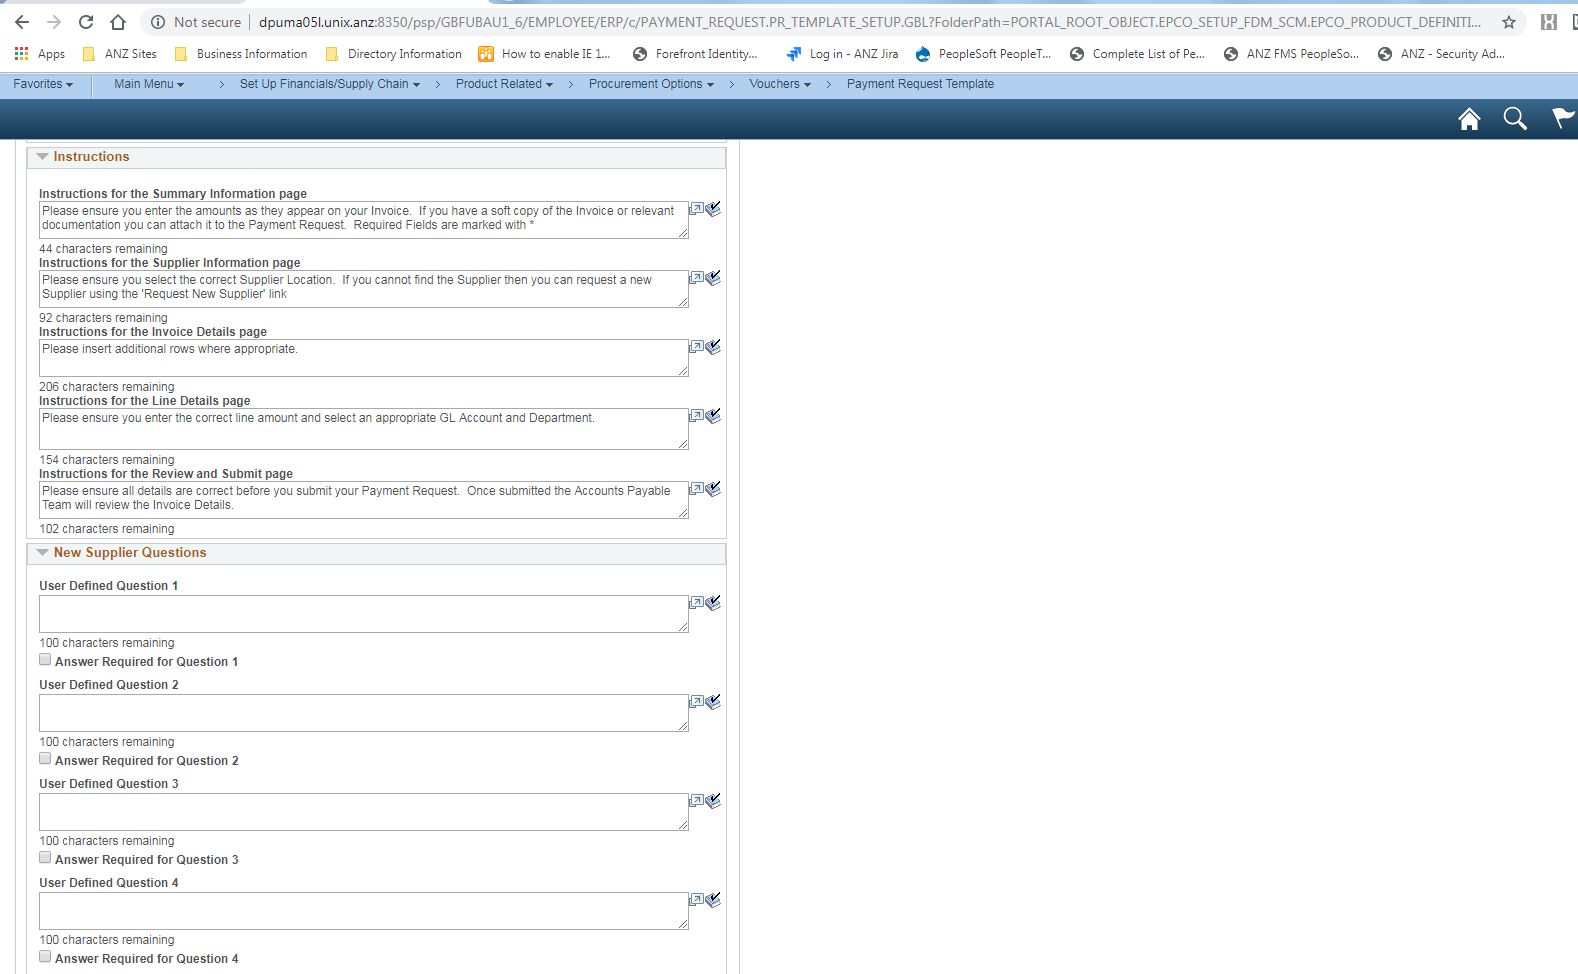 Not secure | dpuma05l.unix.anz:8350/psp/GBFUBAU1_6/EMPLOYEE/ERP/c/PAYMENT_REQUEST.PR_TEMPLATE_SETUP.GBL?FolderPath=PORTAL_ROOT_OBJECT.EPCO_SETUP_FDM_SCM.EPCO_PRODUCT_DEFINITI...
Apps ANZ Sites Business Information Directory Information How to enable IE 1... Forefront Identity... Log in - ANZ Jira PeopleSoft PeopleT... Complete List of Pe... ANZ FMS PeopleSo... ANZ - Security Ad...
Favorites Main Menu > Set Up Financials/Supply Chain > Product Related > Procurement Options > Vouchers > Payment Request Template
Instructions
Instructions for the Summary Information page
Please ensure you enter the amounts as they appear on your Invoice.  If you have a soft copy of the Invoice or relevant
documentation you can attach it to the Payment Request.  Required Fields are marked with *
44 characters remaining
Instructions for the Supplier Information page
Please ensure you select the correct Supplier Location.  If you cannot find the Supplier then you can request a new
Supplier using the 'Request New Supplier' link
92 characters remaining
Instructions for the Invoice Details page
Please insert additional rows where appropriate.
206 characters remaining
Instructions for the Line Details page
Please ensure you enter the correct line amount and select an appropriate GL Account and Department.
154 characters remaining
Instructions for the Review and Submit page
Please ensure all details are correct before you submit your Payment Request.  Once submitted the Accounts Payable
Team will review the Invoice Details.
102 characters remaining
New Supplier Questions
User Defined Question 1
100 characters remaining
Answer Required for Question 1
User Defined Question 2
100 characters remaining
Answer Required for Question 2
User Defined Question 3
100 characters remaining
Answer Required for Question 3
User Defined Question 4
100 characters remaining
Answer Required for Question 4